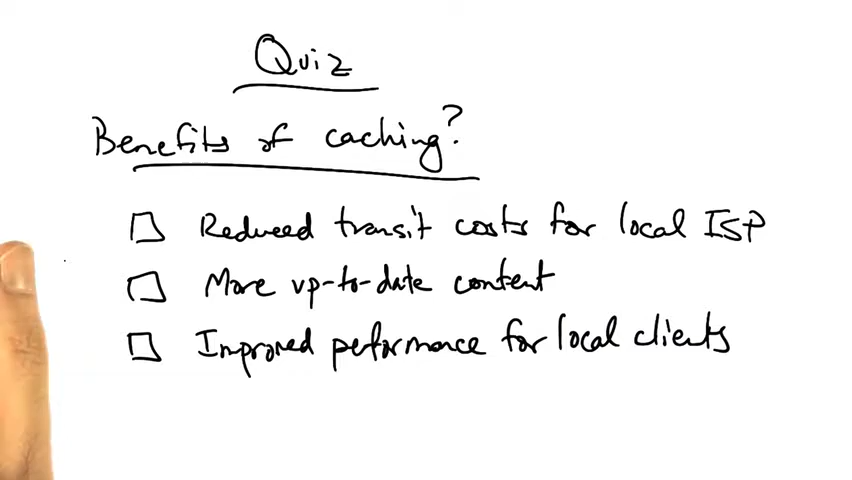 Quiz
Benefits of caching?
Reduced transit costs for local ISP
More up-to-date content
Improved performance for local clients